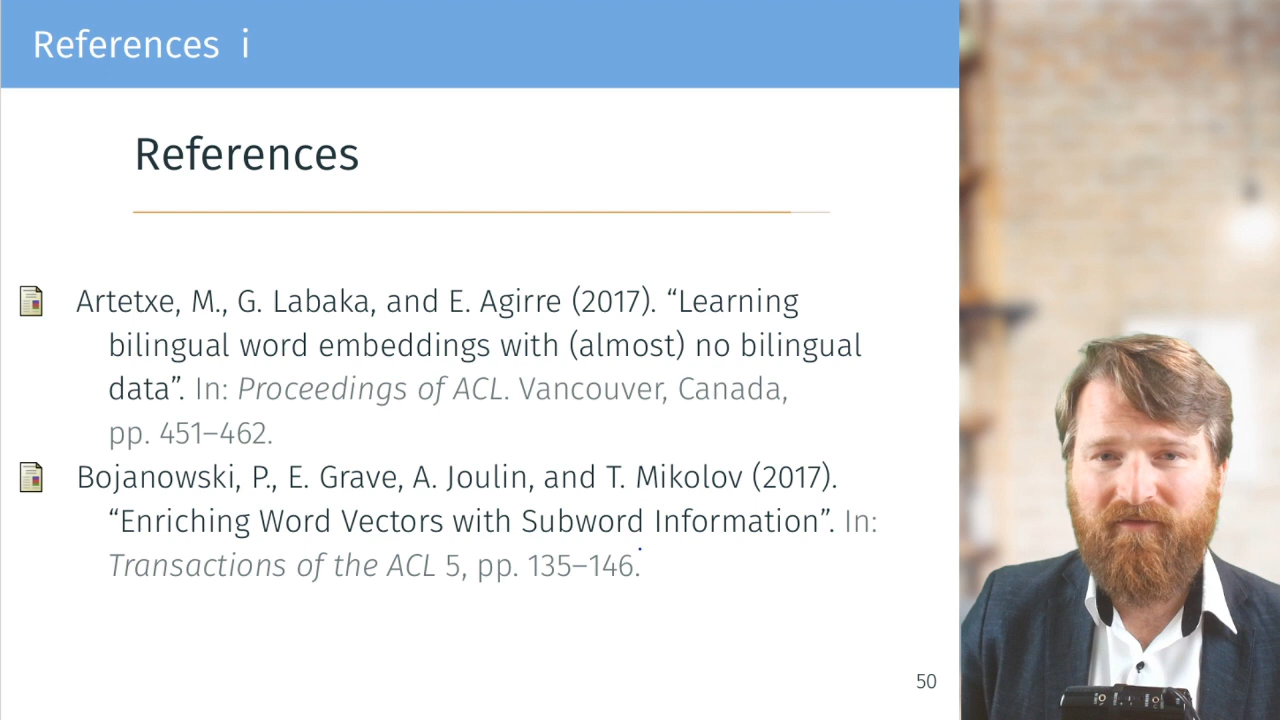 References i
References
Artetxe, M., G. Labaka, and E. Agirre (2017). “Learning
bilingual word embeddings with (almost) no bilingual
data”. In: Proceedings of ACL. Vancouver, Canada,
pp. 451–462.
Bojanowski, P., E. Grave, A. Joulin, and T. Mikolov (2017).
“Enriching Word Vectors with Subword Information”. In:
Transactions of the ACL 5, pp. 135–146.
50